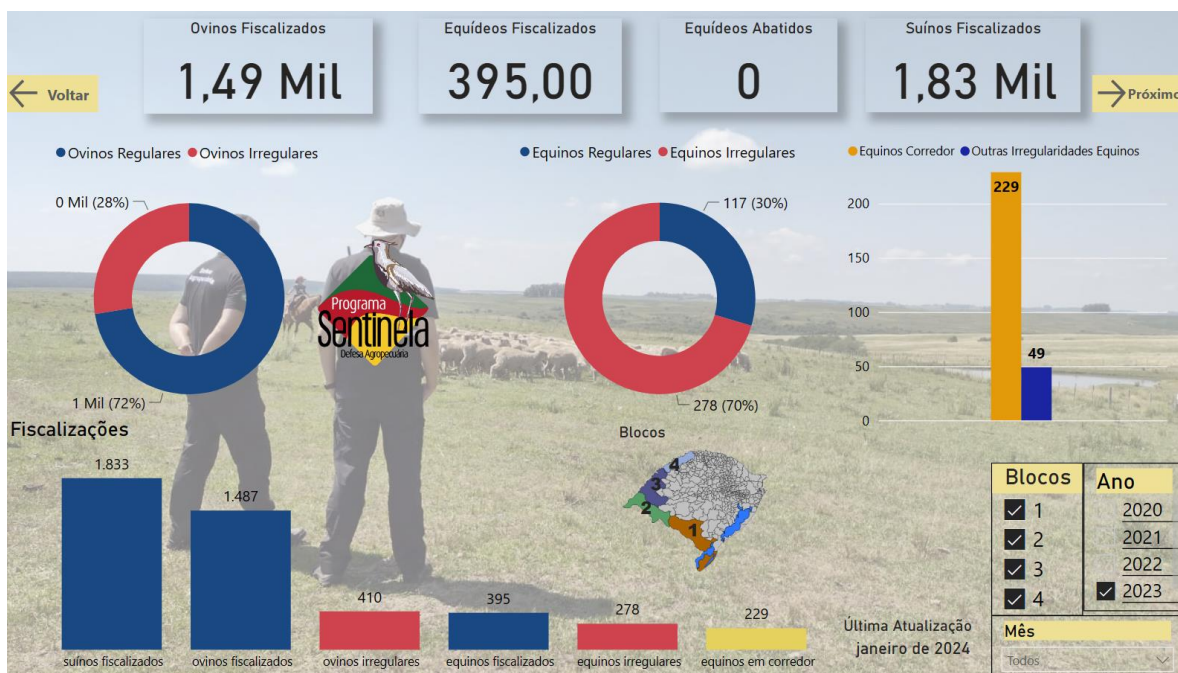 Ovinos Fiscalizados
1,49 Mil
Equídeos Fiscalizados
395,00
Equídeos Abatidos
0
Suínos Fiscalizados
1,83 Mil
Voltar
Próximo
Ovinos Regulares Ovinos Irregulares
0 Mil (28%)
1 Mil (72%)
Programa
Sentinela
Defesa Agropecuária
Equinos Regulares Equinos Irregulares
117 (30%)
278 (70%)
Equinos Corredor Outras Irregularidades Equinos
200
150
100
50
0
229
49
Fiscalizações
1.833
1.487
410
395
278
229
suínos fiscalizados
ovinos fiscalizados
ovinos irregulares
equinos fiscalizados
equinos irregulares
equinos em corredor
Blocos
4
3
2
1
Última Atualização
janeiro de 2024
Blocos
1
2
3
4
Ano
2020
2021
2022
2023
Mês
Todos